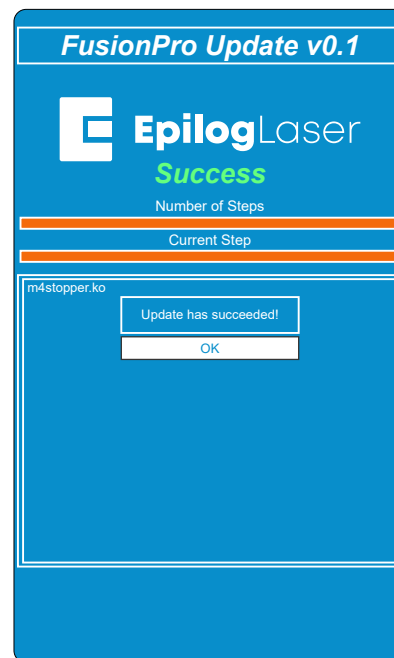 FusionPro Update v0.1
EpilogLaser
Success
Number of Steps
Current Step
m4stopper.ko
Update has succeeded!
OK